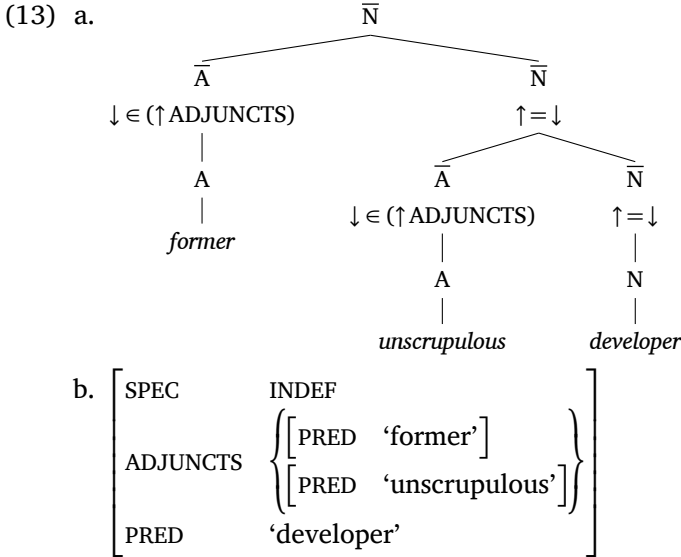 (13) a. N̅
A̅ N̅
↓ ∈ (↑ ADJUNCTS) ↑ = ↓
A A̅ N̅
former ↓ ∈ (↑ ADJUNCTS) ↑ = ↓
A N
unscrupulous developer
b. [SPEC INDEF
ADJUNCTS {[PRED ‘former’]
[PRED ‘unscrupulous’]}
PRED ‘developer’]